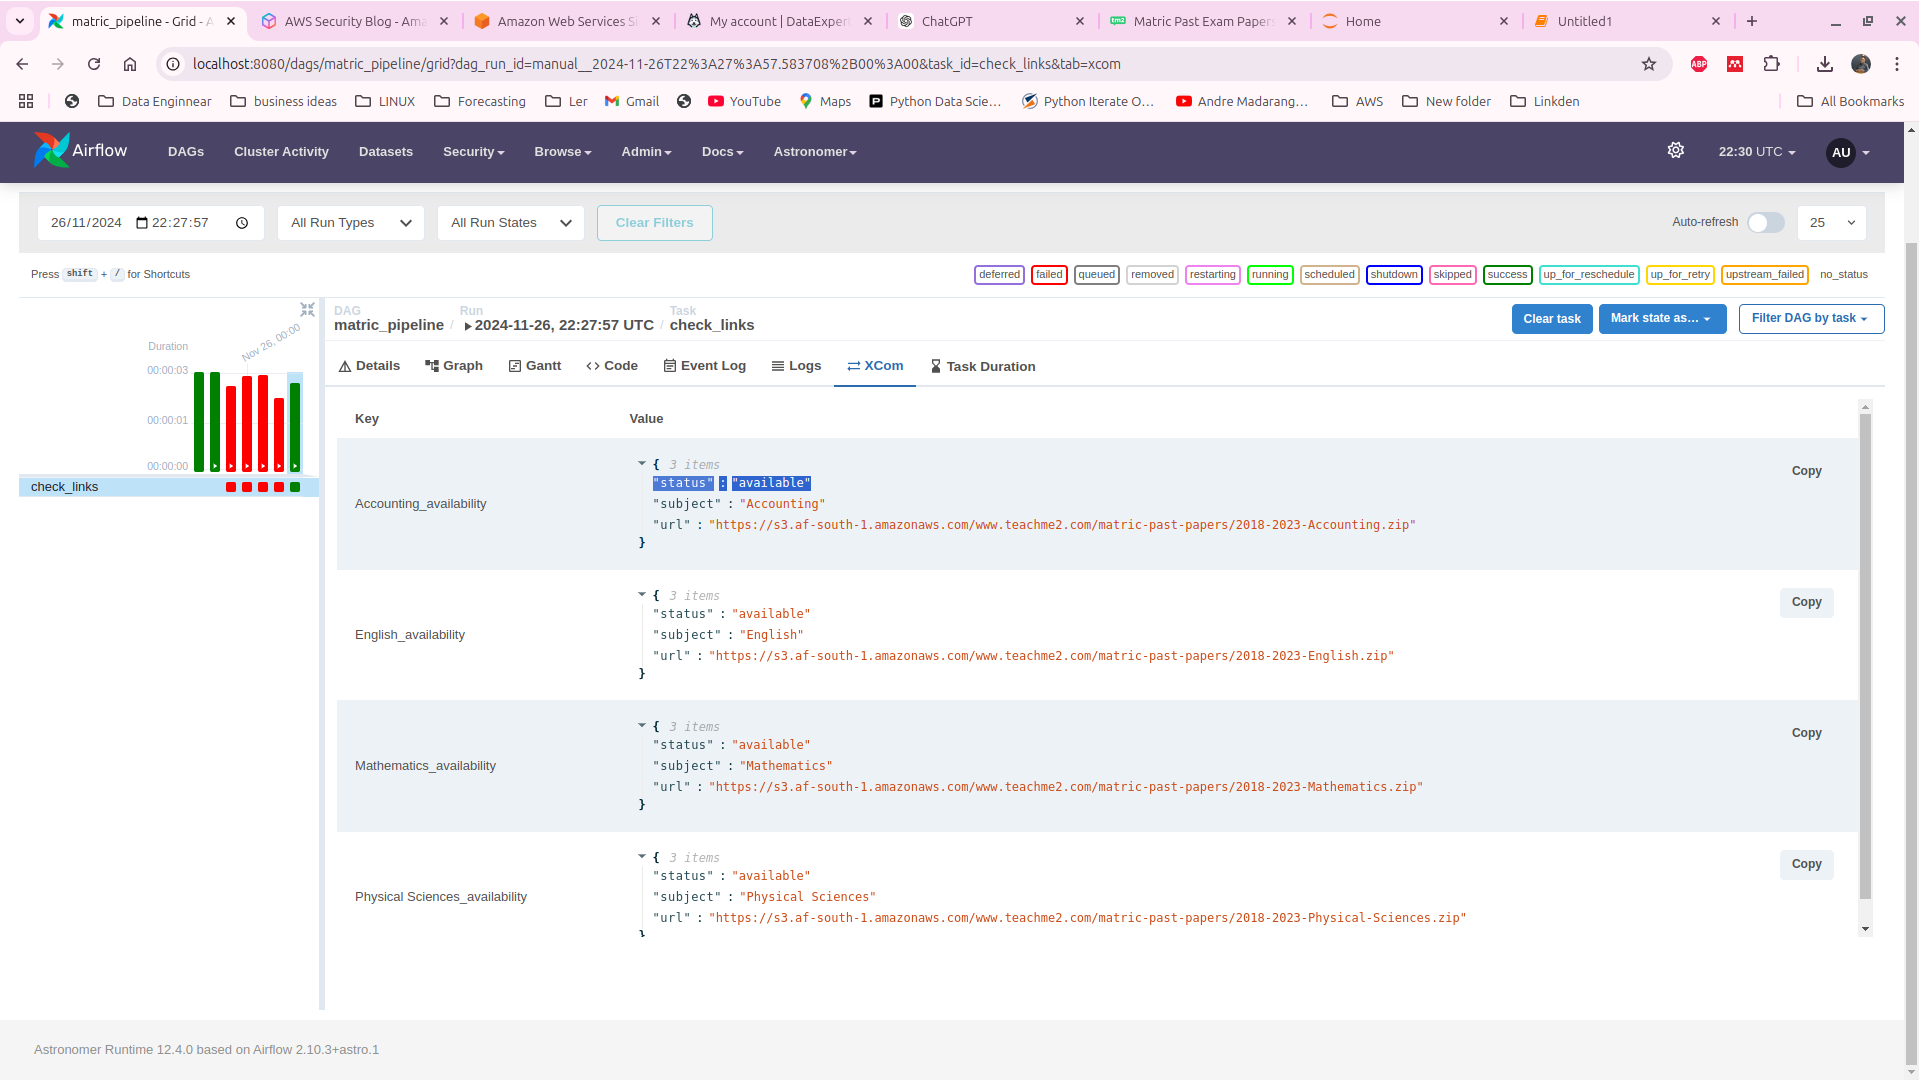 matric_pipeline - Grid - A
AWS Security Blog - Ama
Amazon Web Services Si
My account | DataExpert
ChatGPT
Matric Past Exam Papers
Home
Untitled1
localhost:8080/dags/matric_pipeline/grid?dag_run_id=manual__2024-11-26T22%3A27%3A57.583708%2B00%3A00&task_id=check_links&tab=xcom
ABP
Data Enginnear
business ideas
LINUX
Forecasting
Ler
Gmail
YouTube
Maps
Python Data Scie…
Python Iterate O…
Andre Madarang…
AWS
New folder
Linkden
All Bookmarks
Airflow
DAGs
Cluster Activity
Datasets
Security
Browse
Admin
Docs
Astronomer
22:30 UTC
AU
26/11/2024 22:27:57
All Run Types
All Run States
Clear Filters
Auto-refresh
25
Press shift + / for Shortcuts
deferred
failed
queued
removed
restarting
running
scheduled
shutdown
skipped
success
up_for_reschedule
up_for_retry
upstream_failed
no_status
Nov 26, 00:00
Duration
00:00:03
00:00:01
00:00:00
check_links
DAG
matric_pipeline /
Run
2024-11-26, 22:27:57 UTC /
Task
check_links
Clear task
Mark state as…
Filter DAG by task
Details
Graph
Gantt
Code
Event Log
Logs
XCom
Task Duration
Key
Value
Accounting_availability
{ 3 items
"status" : "available"
"subject" : "Accounting"
"url" : "https://s3.af-south-1.amazonaws.com/www.teachme2.com/matric-past-papers/2018-2023-Accounting.zip"
}
Copy
English_availability
{ 3 items
"status" : "available"
"subject" : "English"
"url" : "https://s3.af-south-1.amazonaws.com/www.teachme2.com/matric-past-papers/2018-2023-English.zip"
}
Copy
Mathematics_availability
{ 3 items
"status" : "available"
"subject" : "Mathematics"
"url" : "https://s3.af-south-1.amazonaws.com/www.teachme2.com/matric-past-papers/2018-2023-Mathematics.zip"
}
Copy
Physical Sciences_availability
{ 3 items
"status" : "available"
"subject" : "Physical Sciences"
"url" : "https://s3.af-south-1.amazonaws.com/www.teachme2.com/matric-past-papers/2018-2023-Physical-Sciences.zip"
}
Copy
Astronomer Runtime 12.4.0 based on Airflow 2.10.3+astro.1